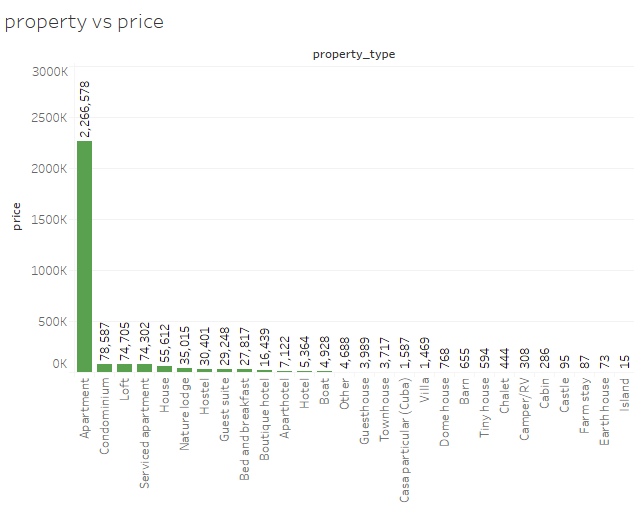 property vs price
property_type
price
3000K
2500K
2000K
1500K
1000K
500K
0K
2,266,578
78,587
74,705
74,302
55,612
35,015
30,401
29,248
27,817
16,439
7,122
5,364
4,928
4,688
3,989
3,717
1,587
1,469
768
655
594
444
308
286
95
87
73
15
Apartment
Condominium
Loft
Serviced apartment
House
Nature lodge
Hostel
Guest suite
Bed and breakfast
Boutique hotel
Aparthotel
Hotel
Boat
Other
Guesthouse
Townhouse
Casa particular (Cuba)
Villa
Dome house
Barn
Tiny house
Chalet
Camper/RV
Cabin
Castle
Farm stay
Earth house
Island